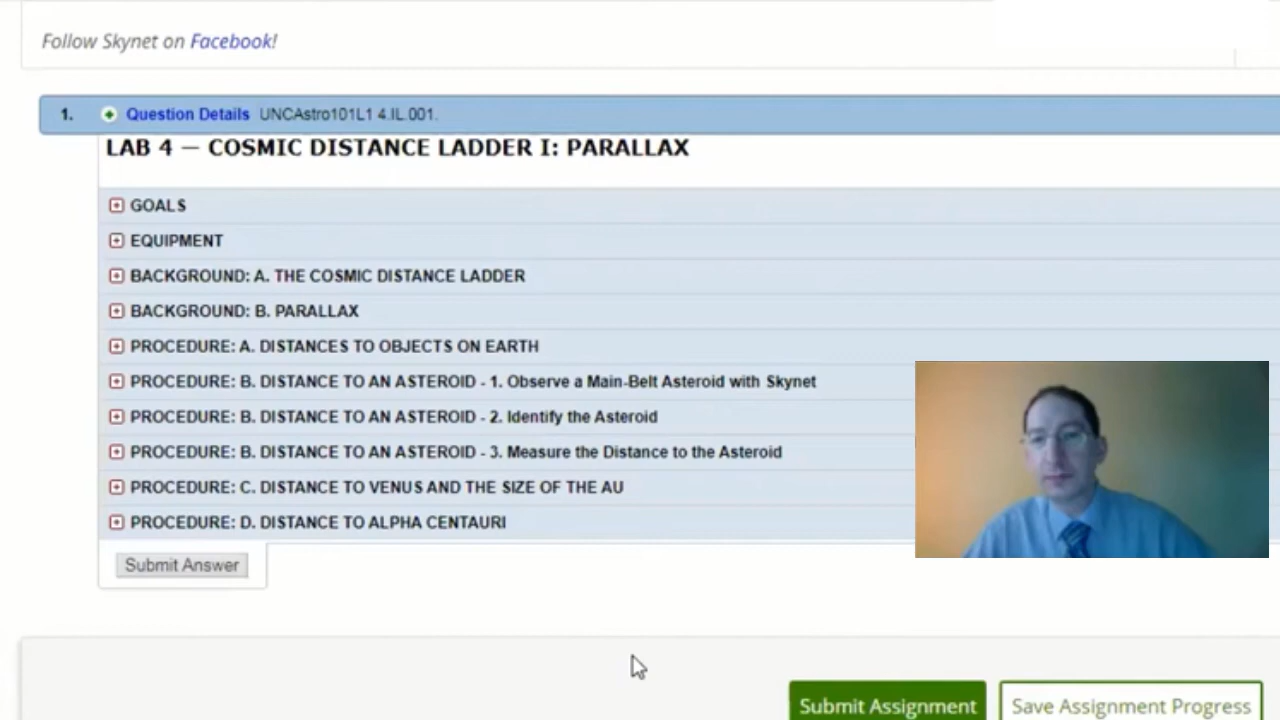 Follow Skynet on Facebook!
1. Question Details UNCAstro101L1 4.IL.001.
LAB 4 — COSMIC DISTANCE LADDER I: PARALLAX
GOALS
EQUIPMENT
BACKGROUND: A. THE COSMIC DISTANCE LADDER
BACKGROUND: B. PARALLAX
PROCEDURE: A. DISTANCES TO OBJECTS ON EARTH
PROCEDURE: B. DISTANCE TO AN ASTEROID - 1. Observe a Main-Belt Asteroid with Skynet
PROCEDURE: B. DISTANCE TO AN ASTEROID - 2. Identify the Asteroid
PROCEDURE: B. DISTANCE TO AN ASTEROID - 3. Measure the Distance to the Asteroid
PROCEDURE: C. DISTANCE TO VENUS AND THE SIZE OF THE AU
PROCEDURE: D. DISTANCE TO ALPHA CENTAURI
Submit Answer
Submit Assignment Save Assignment Progress